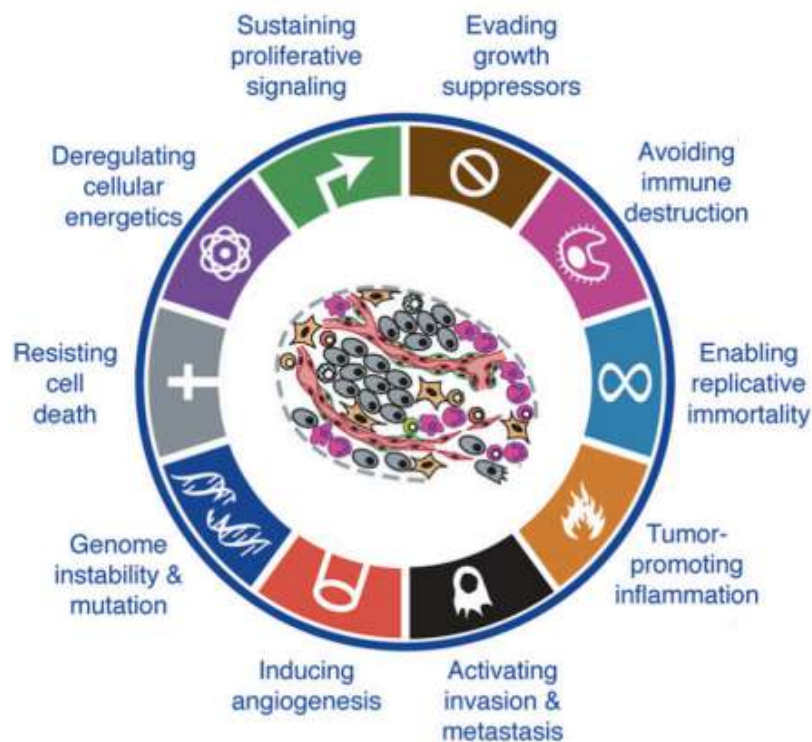 Sustaining
proliferative
signaling
Evading
growth
suppressors
Avoiding
immune
destruction
Enabling
replicative
immortality
Tumor-
promoting
inflammation
Activating
invasion &
metastasis
Inducing
angiogenesis
Genome
instability &
mutation
Resisting
cell
death
Deregulating
cellular
energetics